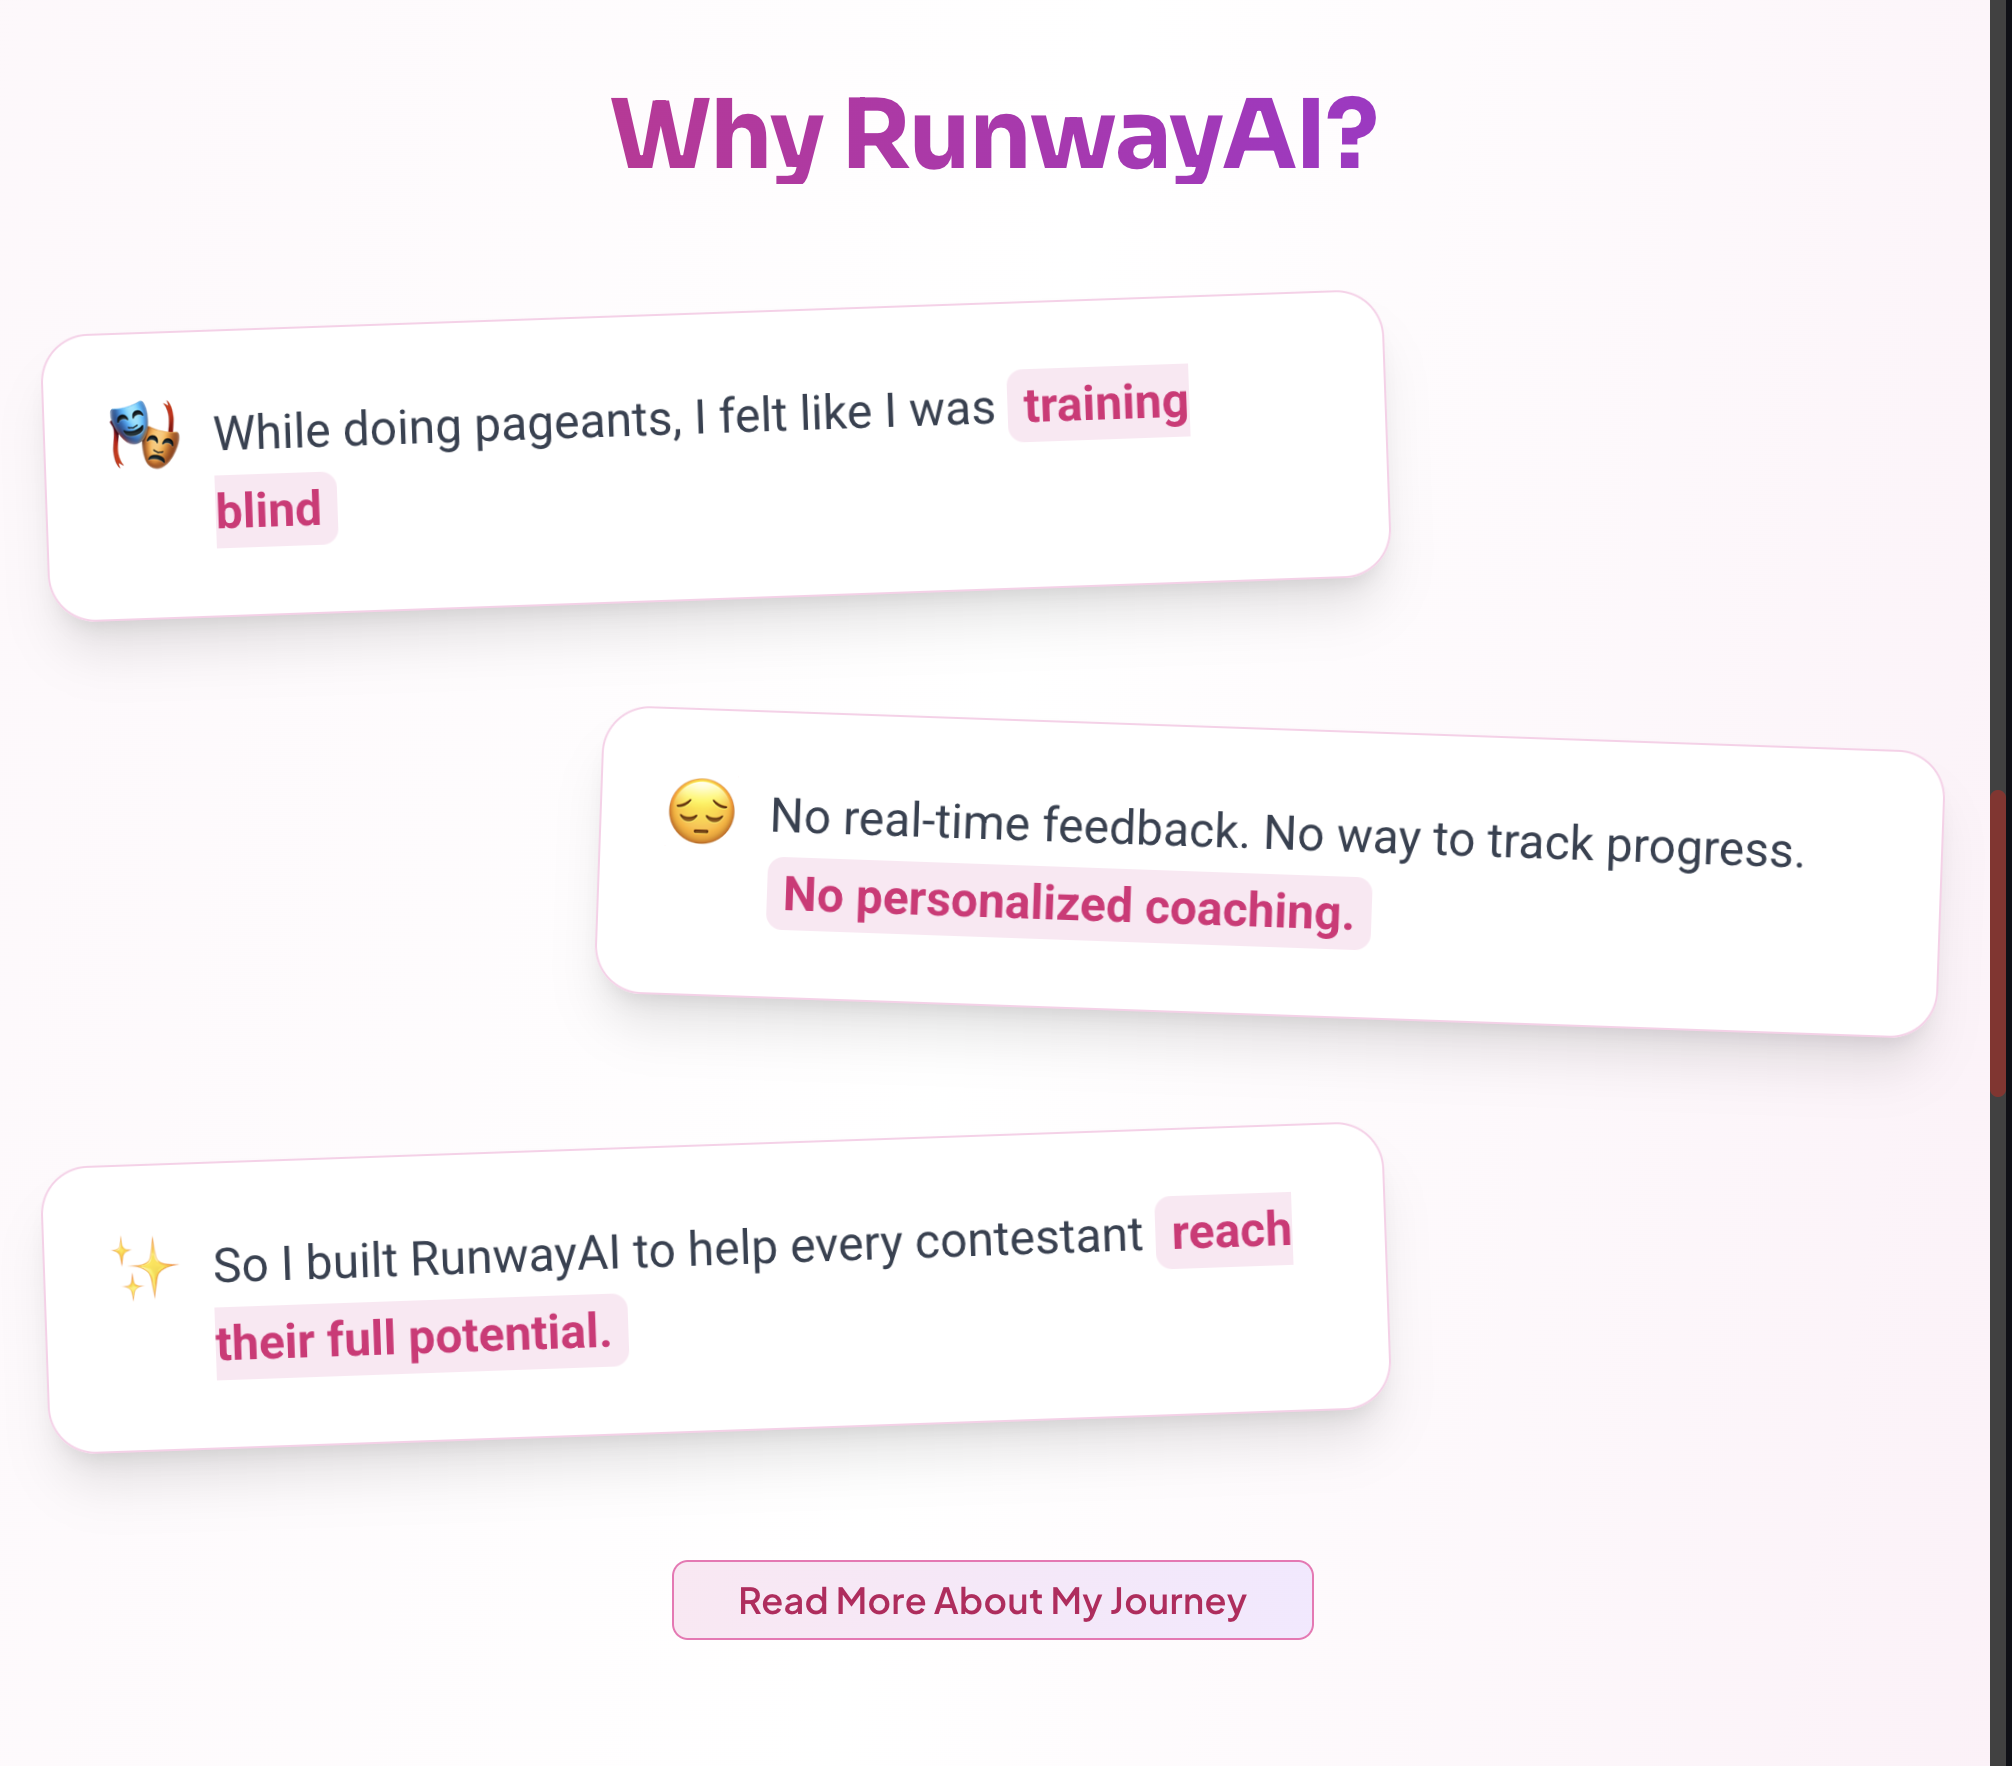 Why RunwayAI?
While doing pageants, I felt like I was training
blind
No real-time feedback. No way to track progress.
No personalized coaching.
So I built RunwayAI to help every contestant reach
their full potential.
Read More About My Journey